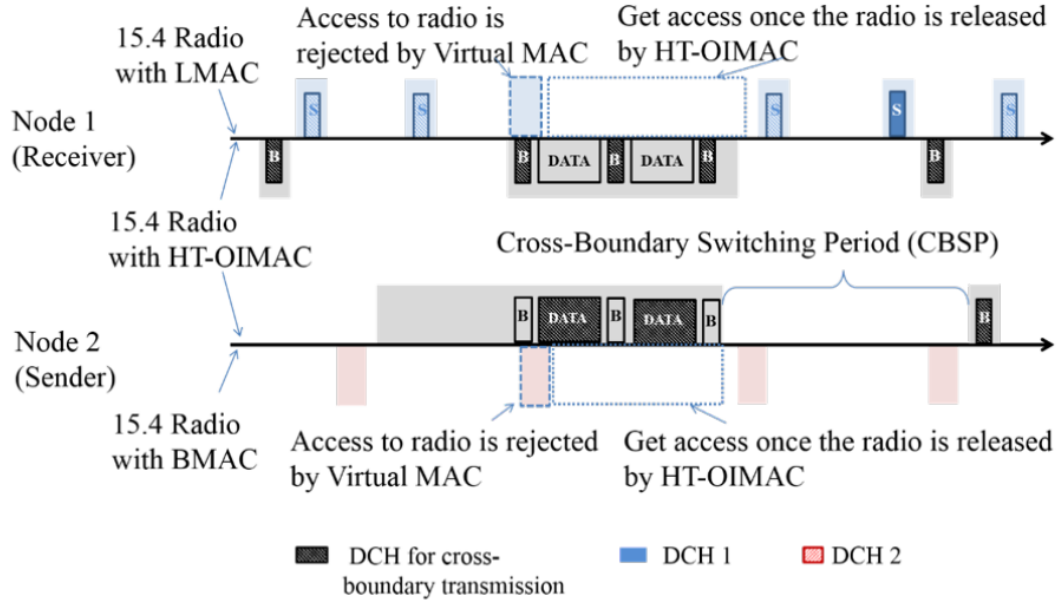 15.4 Radio
with LMAC
Access to radio is
rejected by Virtual MAC
Get access once the radio is released
by HT-OIMAC
Node 1
(Receiver)
S
S
S
S
S
B
B
DATA
B
DATA
B
B
15.4 Radio
with HT-OIMAC
Cross-Boundary Switching Period (CBSP)
Node 2
(Sender)
B
DATA
B
DATA
B
B
15.4 Radio
with BMAC
Access to radio is rejected
by Virtual MAC
Get access once the radio is released
by HT-OIMAC
DCH for cross-
boundary transmission
DCH 1
DCH 2